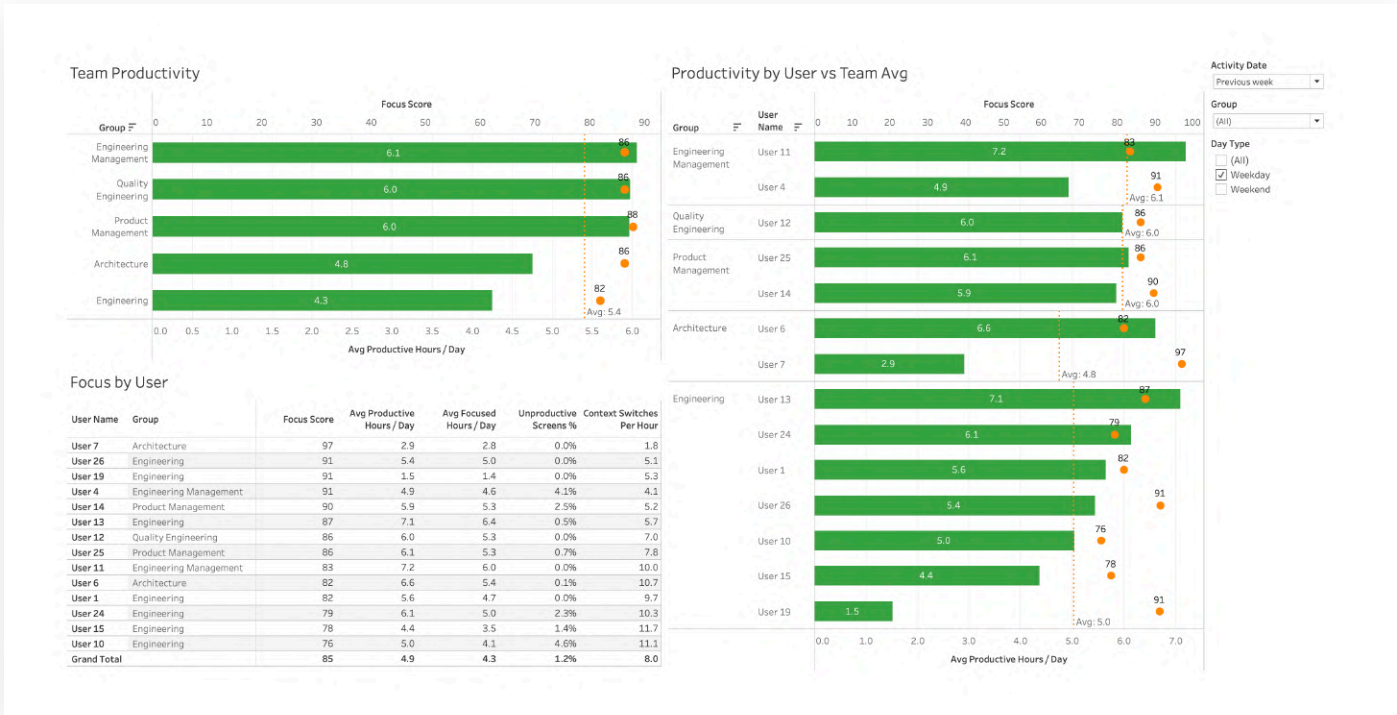 Team Productivity
Focus Score
Group
0 10 20 30 40 50 60 70 80 90
Engineering Management 6.1 86
Quality Engineering 6.0 86
Product Management 6.0 88
Architecture 4.8 86
Engineering 4.3 82
Avg: 5.4
0.0 0.5 1.0 1.5 2.0 2.5 3.0 3.5 4.0 4.5 5.0 5.5 6.0
Avg Productive Hours / Day
Focus by User
User Name Group Focus Score Avg Productive Hours / Day Avg Focused Hours / Day Unproductive Screens % Context Switches Per Hour
User 7 Architecture 97 2.9 2.8 0.0% 1.8
User 26 Engineering 91 5.4 5.0 0.0% 5.1
User 19 Engineering 91 1.5 1.4 0.0% 5.3
User 4 Engineering Management 91 4.9 4.6 4.1% 4.1
User 14 Product Management 90 5.9 5.3 2.5% 5.2
User 13 Engineering 87 7.1 6.4 0.5% 5.7
User 12 Quality Engineering 86 6.0 5.3 0.0% 7.0
User 25 Product Management 86 6.1 5.3 0.7% 7.8
User 11 Engineering Management 83 7.2 6.0 0.0% 10.0
User 6 Architecture 82 6.6 5.4 0.1% 10.7
User 1 Engineering 82 5.6 4.7 0.0% 9.7
User 24 Engineering 79 6.1 5.0 2.3% 10.3
User 15 Engineering 78 4.4 3.5 1.4% 11.7
User 10 Engineering 76 5.0 4.1 4.6% 11.1
Grand Total 85 4.9 4.3 1.2% 8.0
Productivity by User vs Team Avg
Focus Score
Group User Name
0 10 20 30 40 50 60 70 80 90 100
Engineering Management User 11 7.2 83
User 4 4.9 91
Avg: 6.1
Quality Engineering User 12 6.0 86
Avg: 6.0
Product Management User 25 6.1 86
User 14 5.9 90
Avg: 6.0
Architecture User 6 6.6 82
User 7 2.9 97
Avg: 4.8
Engineering User 13 7.1 87
User 24 6.1 79
User 1 5.6 82
User 26 5.4 91
User 10 5.0 76
User 15 4.4 78
User 19 1.5 91
Avg: 5.0
0.0 1.0 2.0 3.0 4.0 5.0 6.0 7.0
Avg Productive Hours / Day
Activity Date
Previous week
Group
(All)
Day Type
(All)
Weekday
Weekend